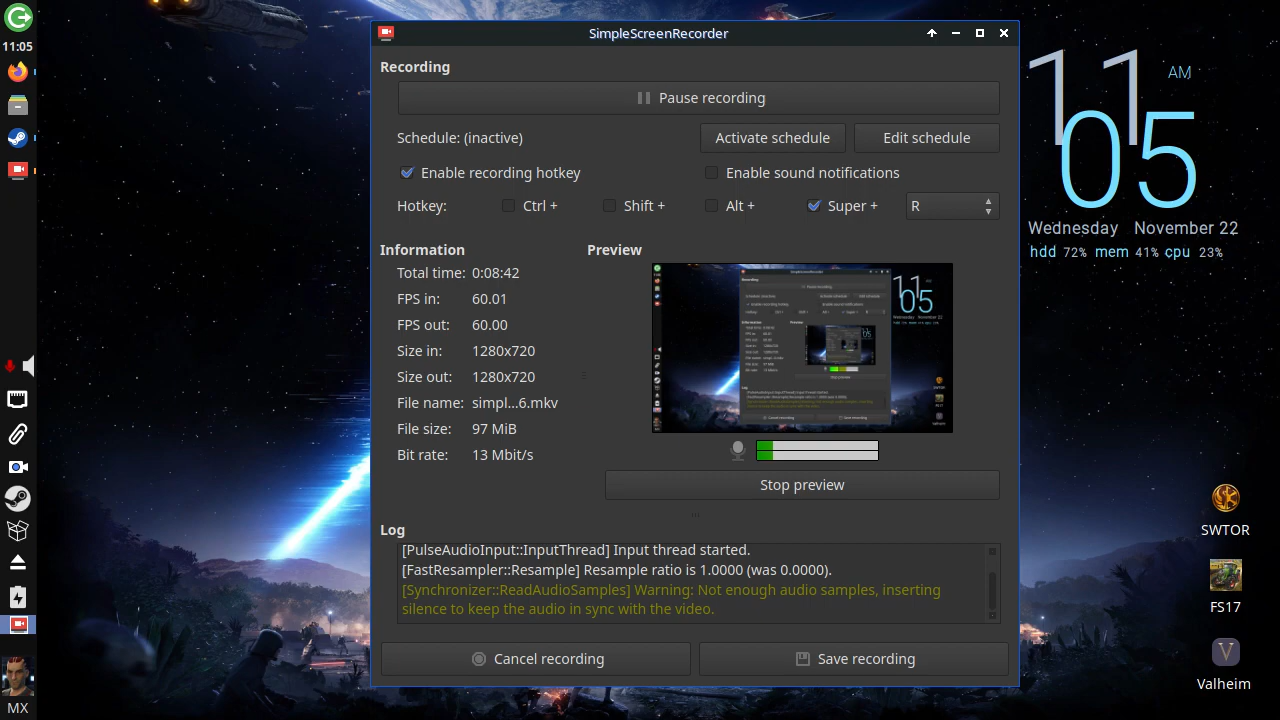 SimpleScreenRecorder
11:05
Recording
Pause recording
Schedule: (inactive)
Activate schedule
Edit schedule
Enable recording hotkey
Enable sound notifications
Hotkey:
Ctrl +
Shift +
Alt +
Super +
R
Information
Preview
Total time: 0:08:42
FPS in: 60.01
FPS out: 60.00
Size in: 1280x720
Size out: 1280x720
File name: simpl...6.mkv
File size: 97 MiB
Bit rate: 13 Mbit/s
Stop preview
Log
[PulseAudioInput::InputThread] Input thread started.
[FastResampler::Resample] Resample ratio is 1.0000 (was 0.0000).
[Synchronizer::ReadAudioSamples] Warning: Not enough audio samples, inserting
silence to keep the audio in sync with the video.
Cancel recording
Save recording
11 AM
05
Wednesday November 22
hdd 72% mem 41% cpu 23%
SWTOR
FS17
Valheim
MX